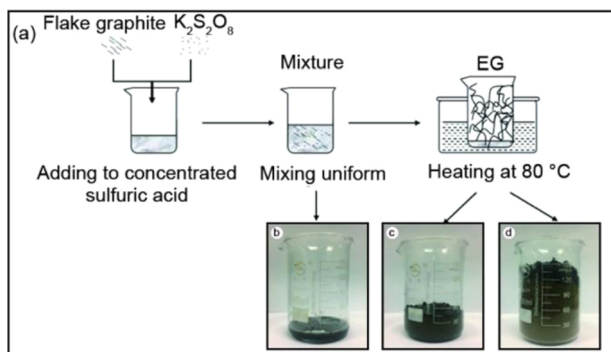 (a)
Flake graphite K₂S₂O₈
Mixture
EG
Adding to concentrated
sulfuric acid
Mixing uniform
Heating at 80 °C
b
c
d